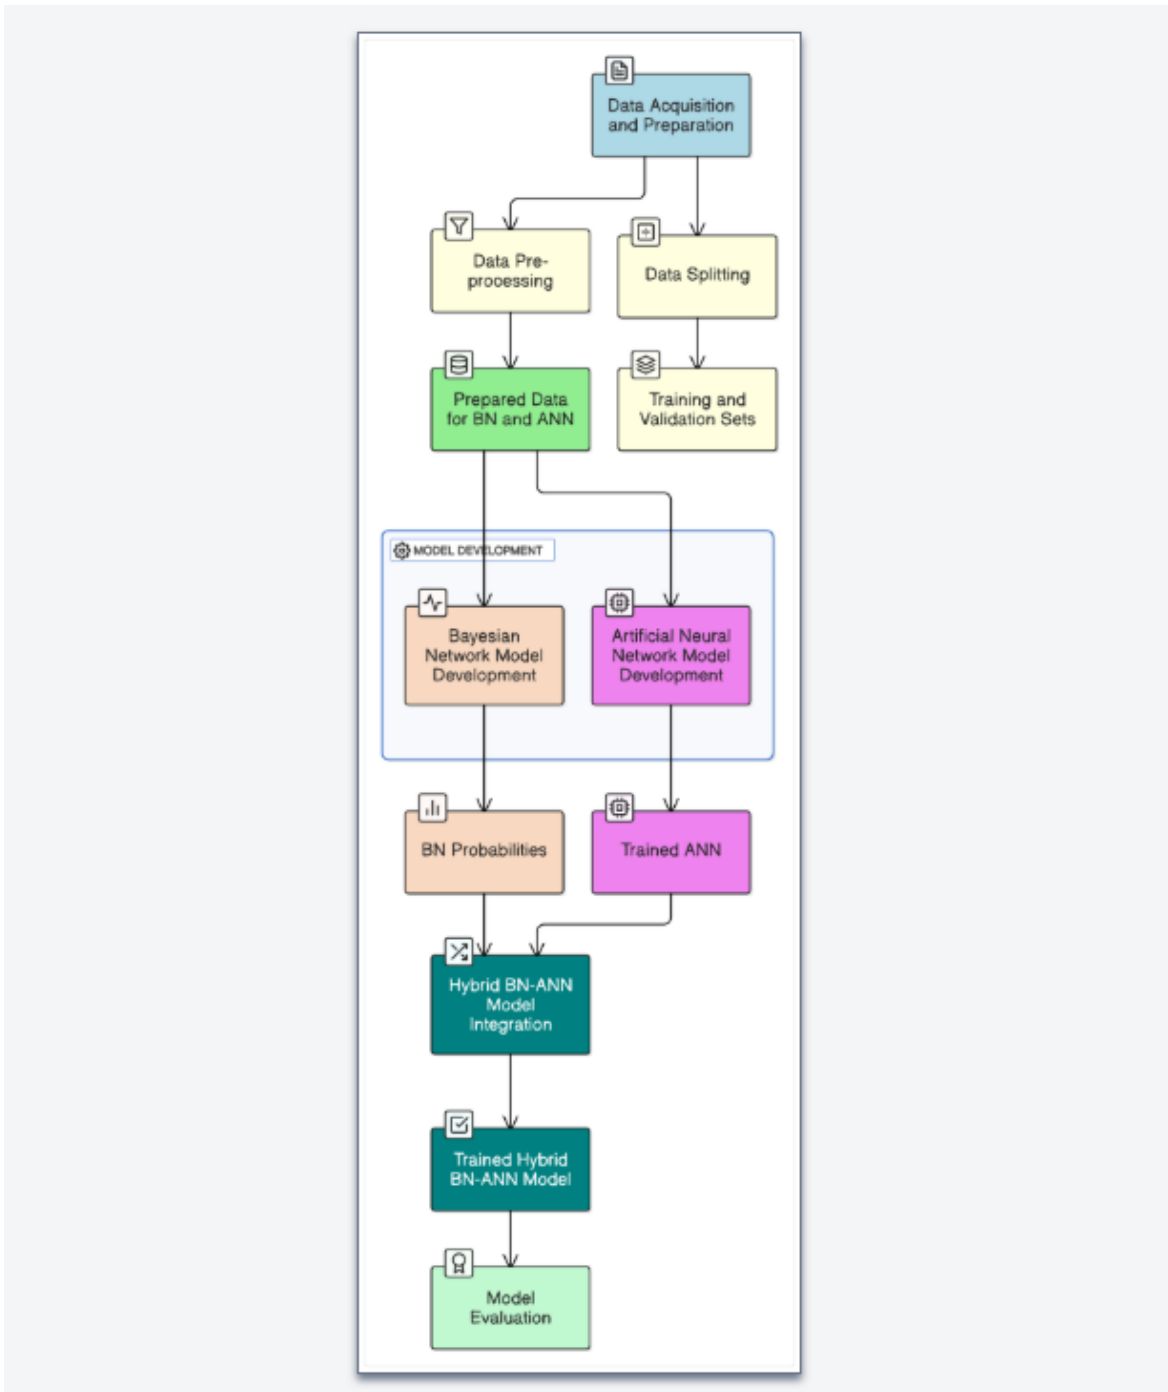 Data Acquisition
and Preparation
Data Pre-
processing
Data Splitting
Prepared Data
for BN and ANN
Training and
Validation Sets
MODEL DEVELOPMENT
Bayesian
Network Model
Development
Artificial Neural
Network Model
Development
BN Probabilities
Trained ANN
Hybrid BN-ANN
Model
Integration
Trained Hybrid
BN-ANN Model
Model
Evaluation